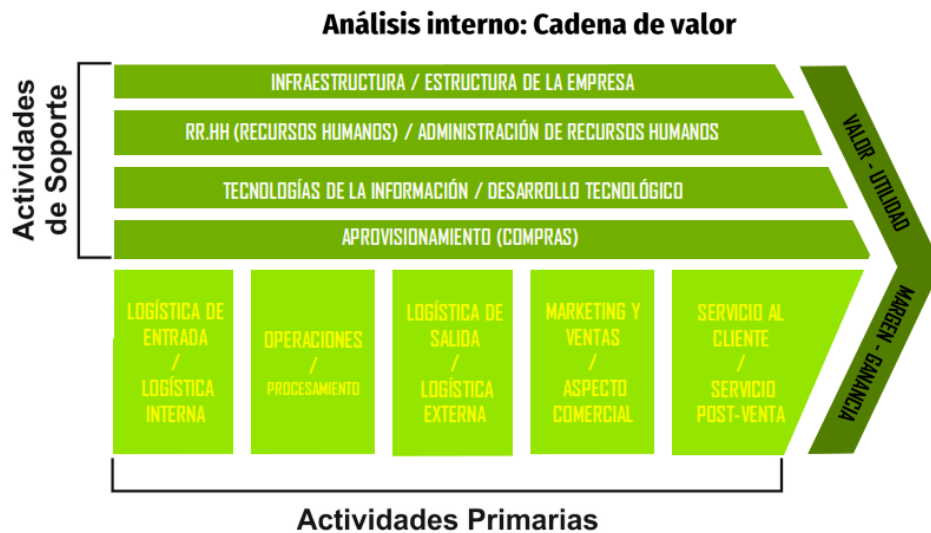 Análisis interno: Cadena de valor
Actividades
de Soporte
INFRAESTRUCTURA / ESTRUCTURA DE LA EMPRESA
RR.HH (RECURSOS HUMANOS) / ADMINISTRACIÓN DE RECURSOS HUMANOS
TECNOLOGÍAS DE LA INFORMACIÓN / DESARROLLO TECNOLÓGICO
APROVISIONAMIENTO (COMPRAS)
LOGÍSTICA DE
ENTRADA
/
LOGÍSTICA
INTERNA
OPERACIONES
/
PROCESAMIENTO
LOGÍSTICA DE
SALIDA
/
LOGÍSTICA
EXTERNA
MARKETING Y
VENTAS
/
ASPECTO
COMERCIAL
SERVICIO AL
CLIENTE
/
SERVICIO
POST-VENTA
VALOR - UTILIDAD
MARGEN - GANANCIA
Actividades Primarias